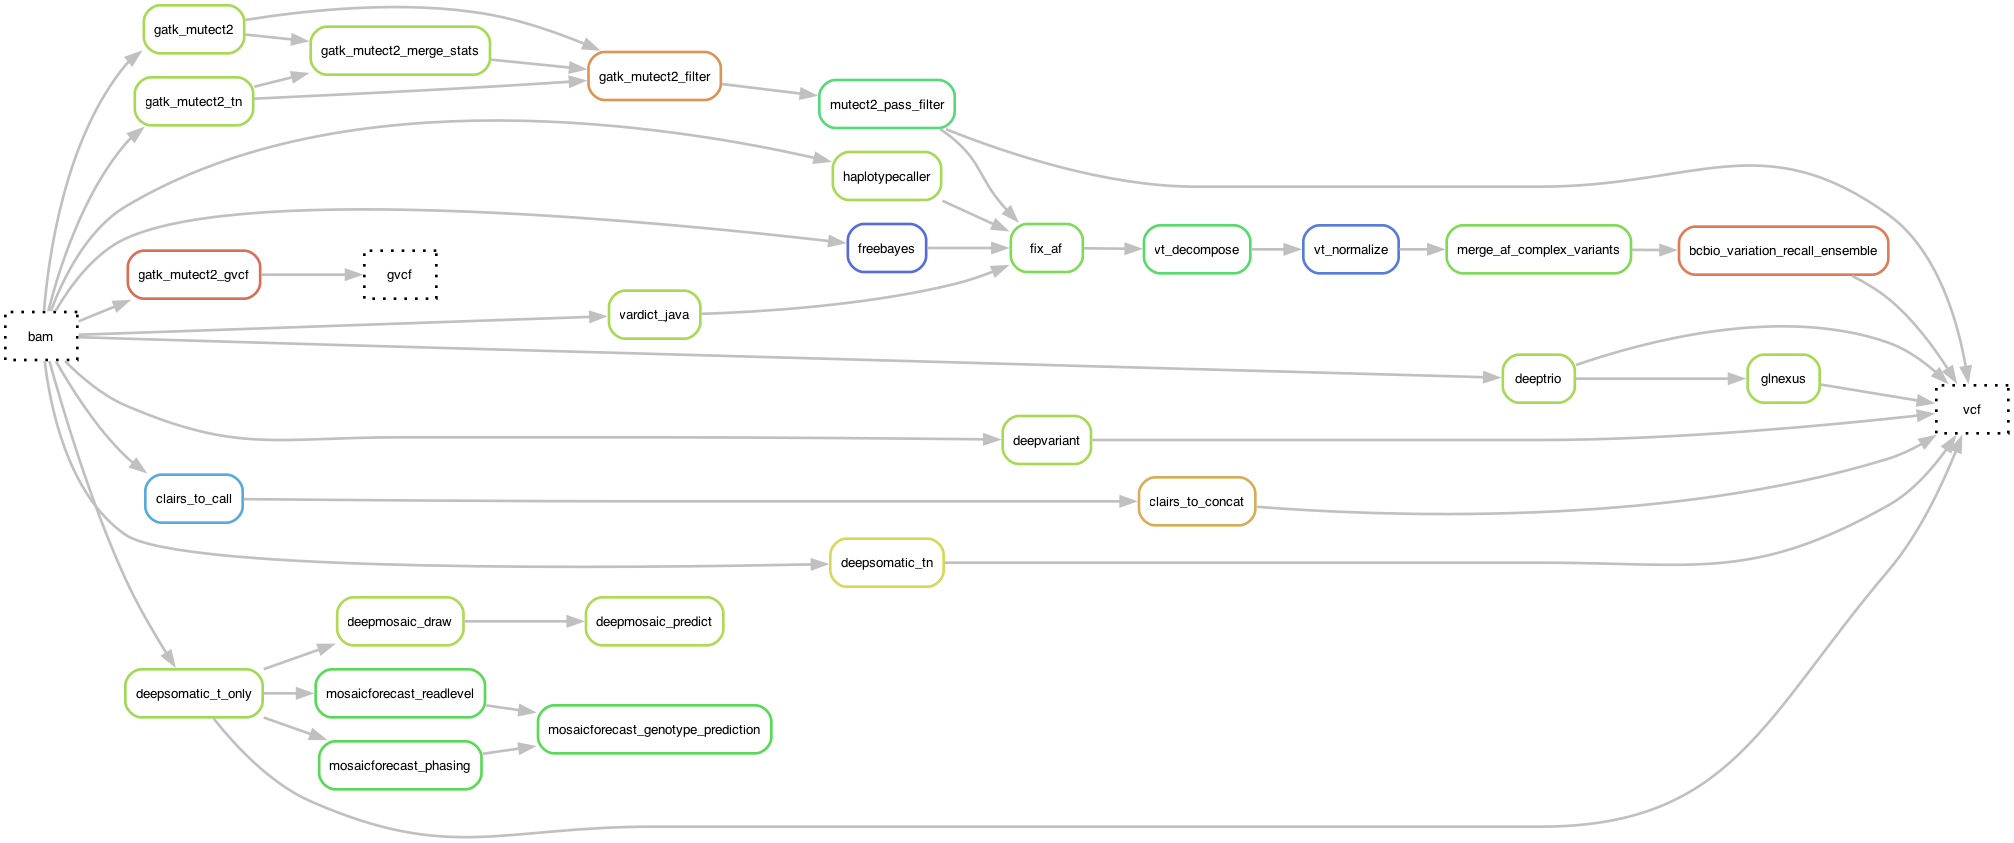 gatk_mutect2
gatk_mutect2_merge_stats
gatk_mutect2_filter
gatk_mutect2_tn
mutect2_pass_filter
haplotypecaller
freebayes
fix_af
vt_decompose
vt_normalize
merge_af_complex_variants
bcbio_variation_recall_ensemble
gatk_mutect2_gvcf
gvcf
vardict_java
bam
deeptrio
glnexus
vcf
deepvariant
clairs_to_call
clairs_to_concat
deepsomatic_tn
deepmosaic_draw
deepmosaic_predict
deepsomatic_t_only
mosaicforecast_readlevel
mosaicforecast_genotype_prediction
mosaicforecast_phasing